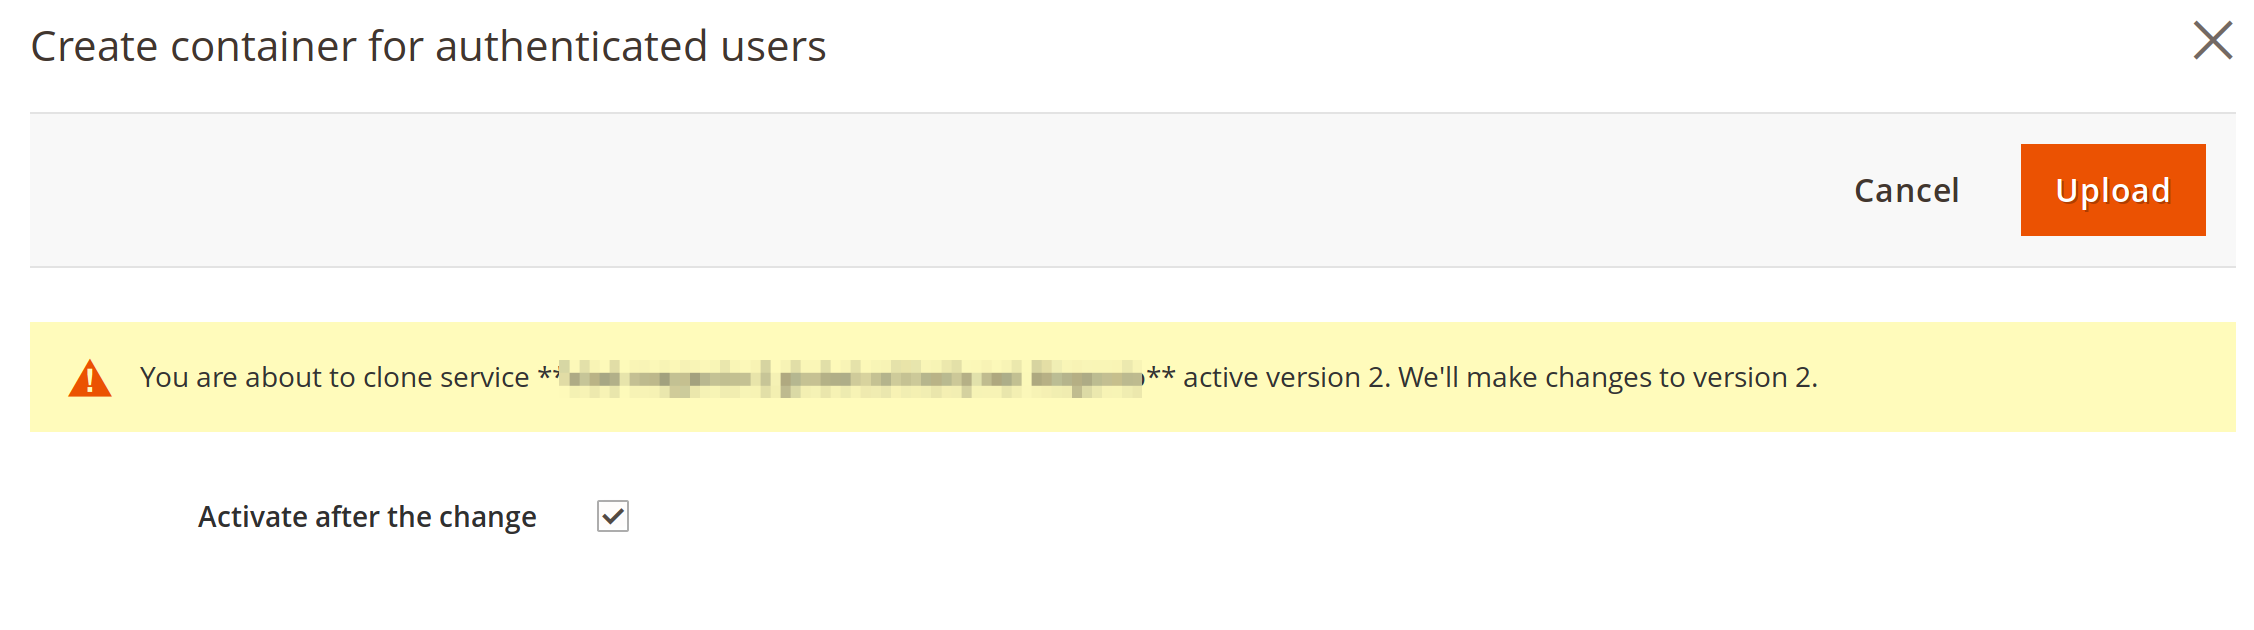 Create container for authenticated users
Cancel
Upload
You are about to clone service ** ** active version 2. We'll make changes to version 2.
Activate after the change